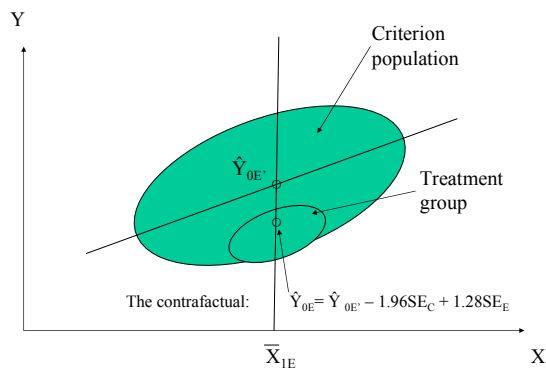 Y
Criterion
population
Ŷ0E'
Treatment
group
The contrafactual: Ŷ0E= Ŷ 0E' – 1.96SEC + 1.28SEE
X̅1E
X